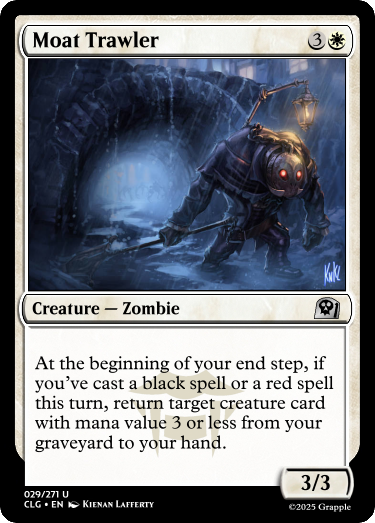 Moat Trawler 3
KWKL
Creature — Zombie
At the beginning of your end step, if
you've cast a black spell or a red spell
this turn, return target creature card
with mana value 3 or less from your
graveyard to your hand.
3/3
029/271 U
CLG • EN Kienan Lafferty
©2025 Grapple